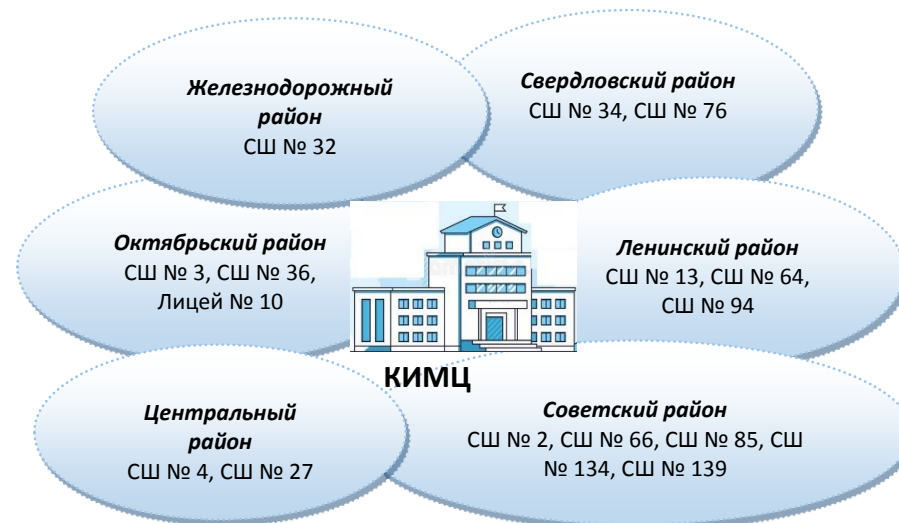 Железнодорожный
район
СШ № 32
Свердловский район
СШ № 34, СШ № 76
Октябрьский район
СШ № 3, СШ № 36,
Лицей № 10
Ленинский район
СШ № 13, СШ № 64,
СШ № 94
КИМЦ
Центральный
район
СШ № 4, СШ № 27
Советский район
СШ № 2, СШ № 66, СШ № 85, СШ
№ 134, СШ № 139